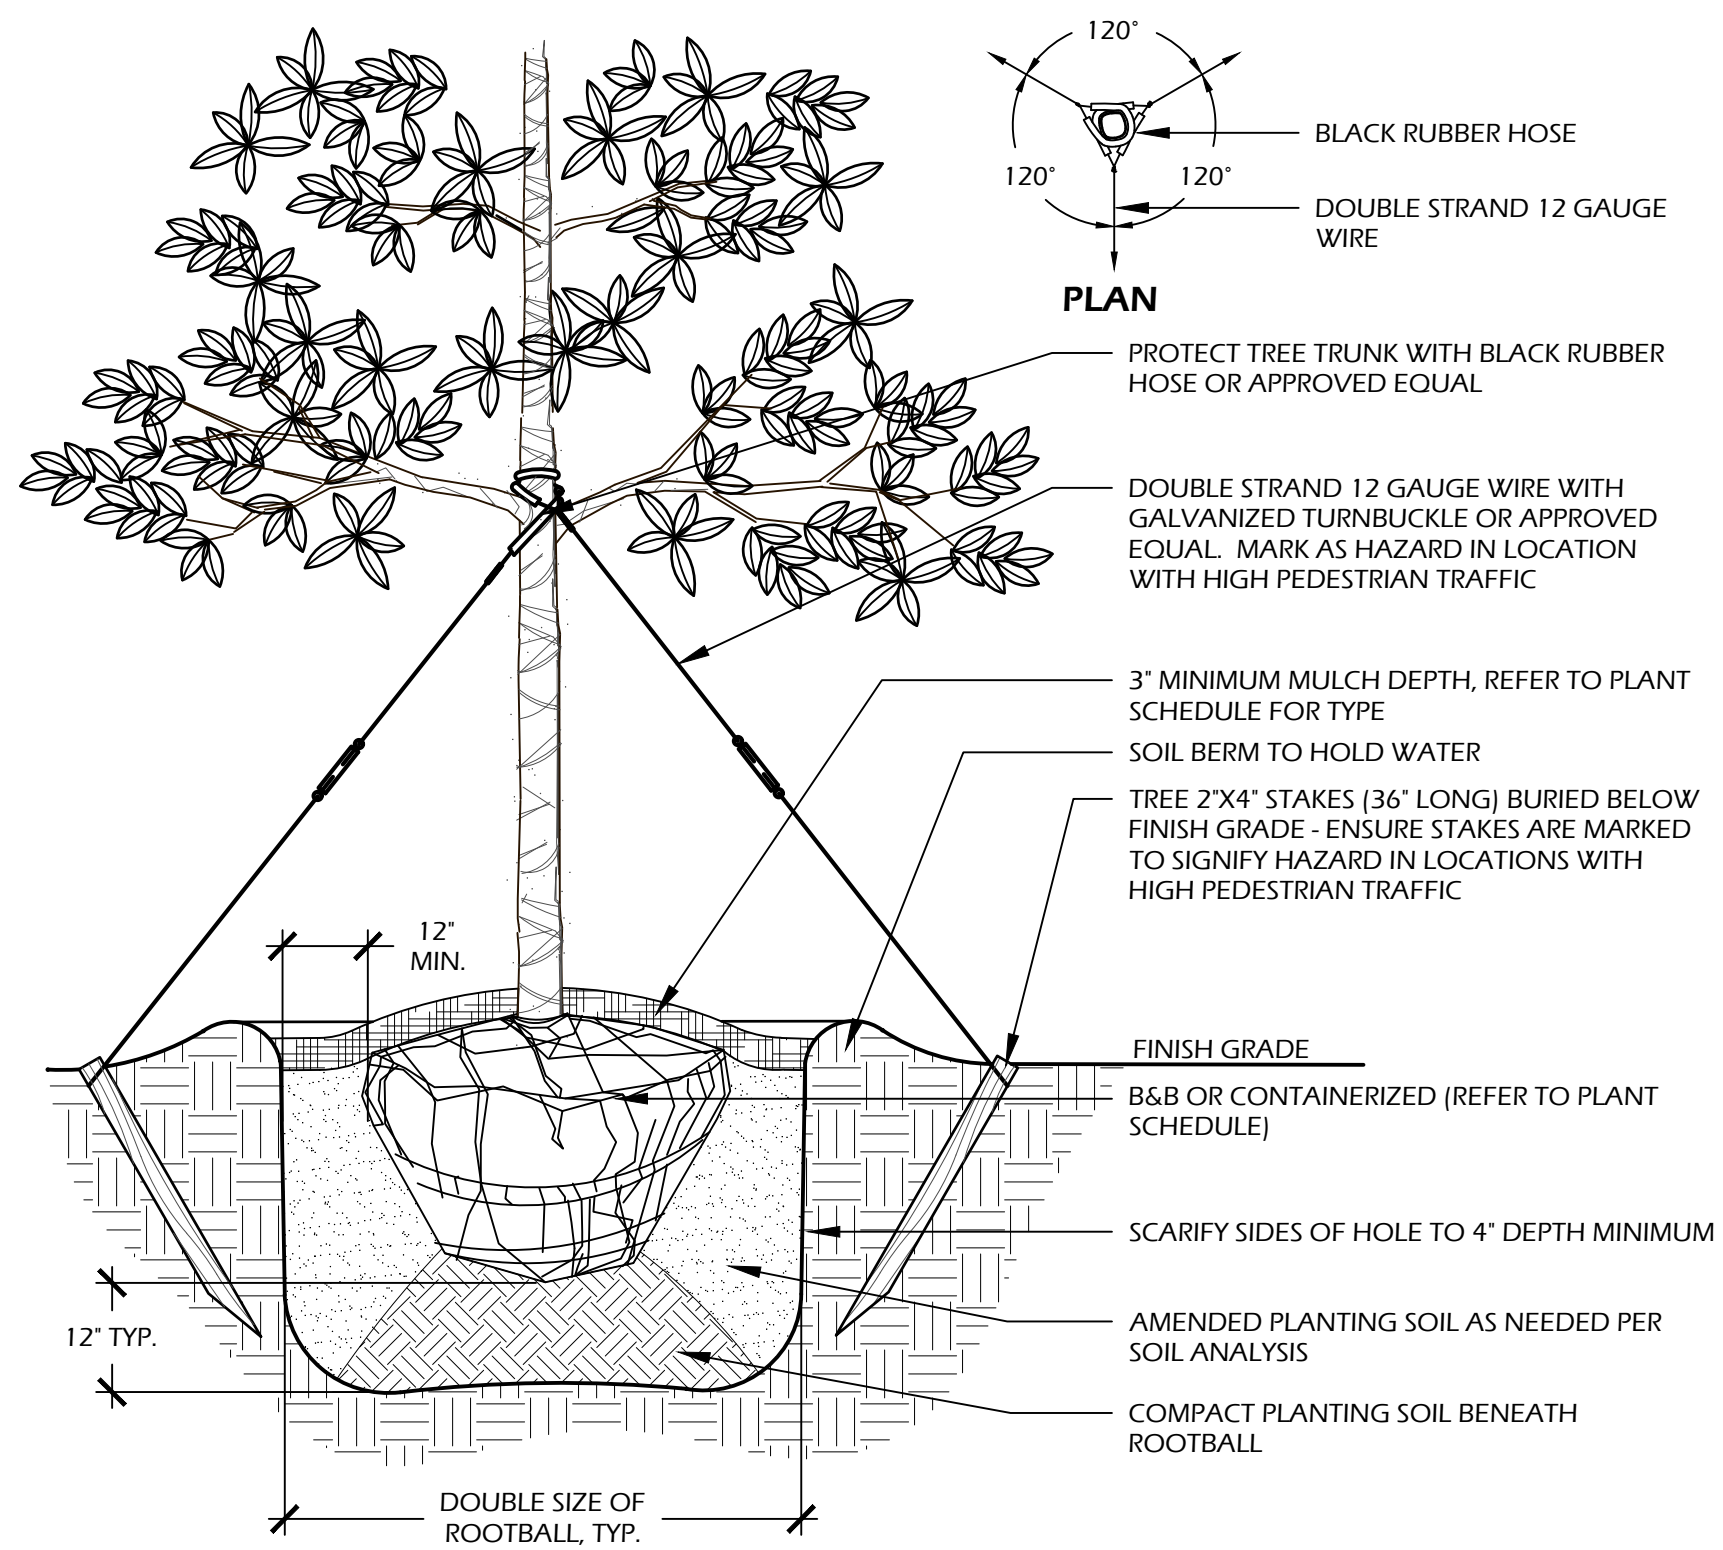 120°
BLACK RUBBER HOSE
120°
120°
DOUBLE STRAND 12 GAUGE
WIRE
PLAN
PROTECT TREE TRUNK WITH BLACK RUBBER
HOSE OR APPROVED EQUAL
DOUBLE STRAND 12 GAUGE WIRE WITH
GALVANIZED TURNBUCKLE OR APPROVED
EQUAL. MARK AS HAZARD IN LOCATION
WITH HIGH PEDESTRIAN TRAFFIC
3" MINIMUM MULCH DEPTH, REFER TO PLANT
SCHEDULE FOR TYPE
SOIL BERM TO HOLD WATER
TREE 2"X4" STAKES (36" LONG) BURIED BELOW
FINISH GRADE - ENSURE STAKES ARE MARKED
TO SIGNIFY HAZARD IN LOCATIONS WITH
HIGH PEDESTRIAN TRAFFIC
12"
MIN.
FINISH GRADE
B&B OR CONTAINERIZED (REFER TO PLANT
SCHEDULE)
SCARIFY SIDES OF HOLE TO 4" DEPTH MINIMUM
12" TYP.
AMENDED PLANTING SOIL AS NEEDED PER
SOIL ANALYSIS
COMPACT PLANTING SOIL BENEATH
ROOTBALL
DOUBLE SIZE OF
ROOTBALL, TYP.